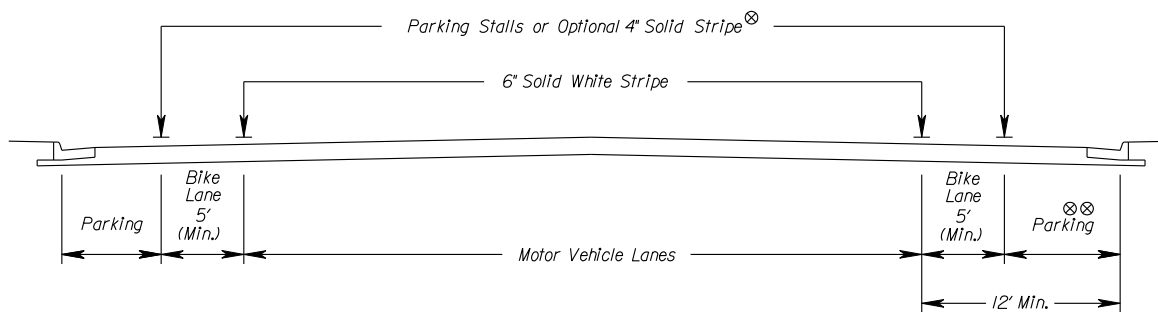 Parking Stalls or Optional 4" Solid Stripe⊗
6" Solid White Stripe
Parking
Bike
Lane
5'
(Min.)
Motor Vehicle Lanes
Bike
Lane
5'
(Min.)
⊗⊗
Parking
12' Min.